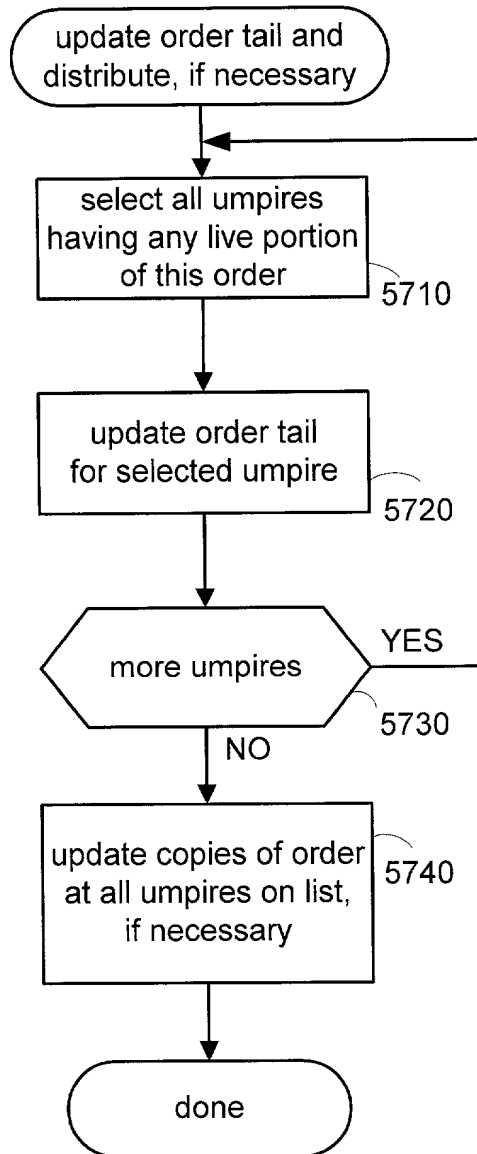 update order tail and
distribute, if necessary
select all umpires
having any live portion
of this order
5710
update order tail
for selected umpire
5720
more umpires
YES
5730
NO
update copies of order
at all umpires on list,
if necessary
5740
done